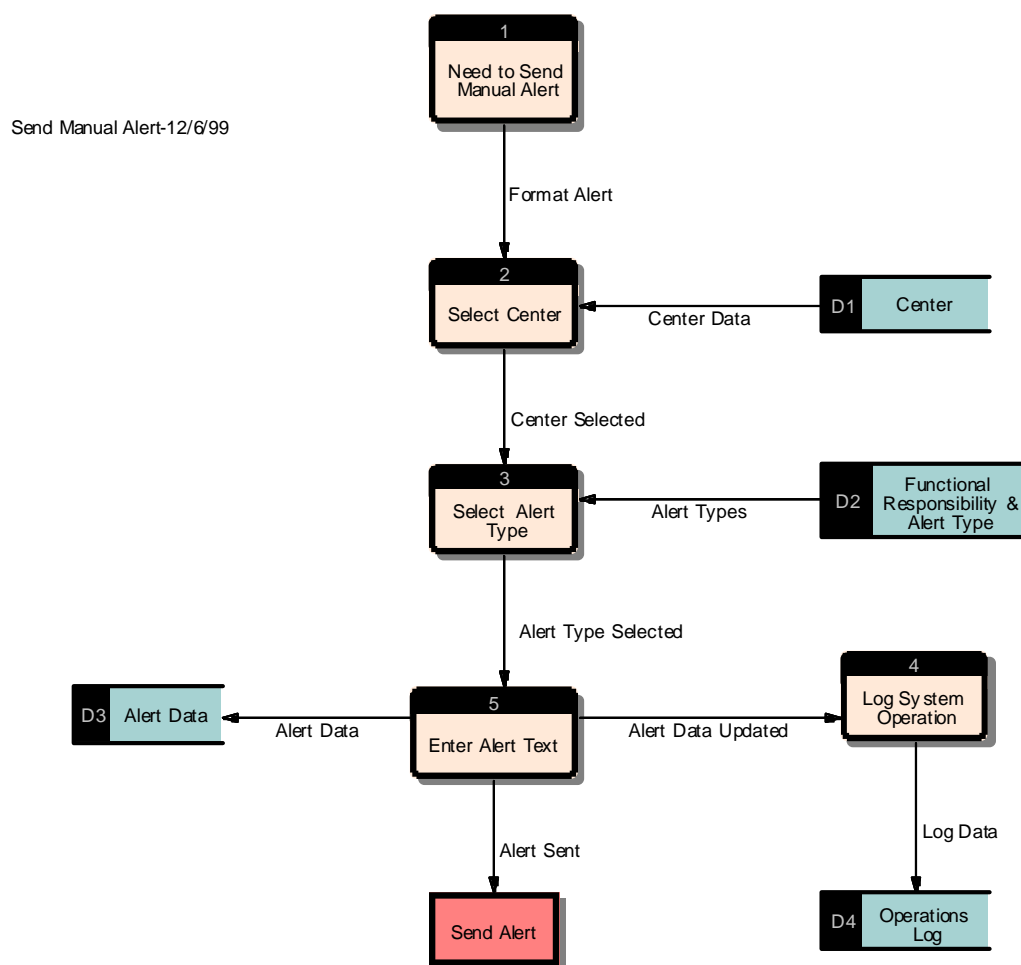 1
Need to Send
Manual Alert
Send Manual Alert-12/6/99
Format Alert
2
Select Center
Center Data
D1
Center
Center Selected
3
Select Alert
Type
Alert Types
D2
Functional
Responsibility &
Alert Type
Alert Type Selected
D3
Alert Data
Alert Data
5
Enter Alert Text
Alert Data Updated
4
Log System
Operation
Alert Sent
Log Data
Send Alert
D4
Operations
Log